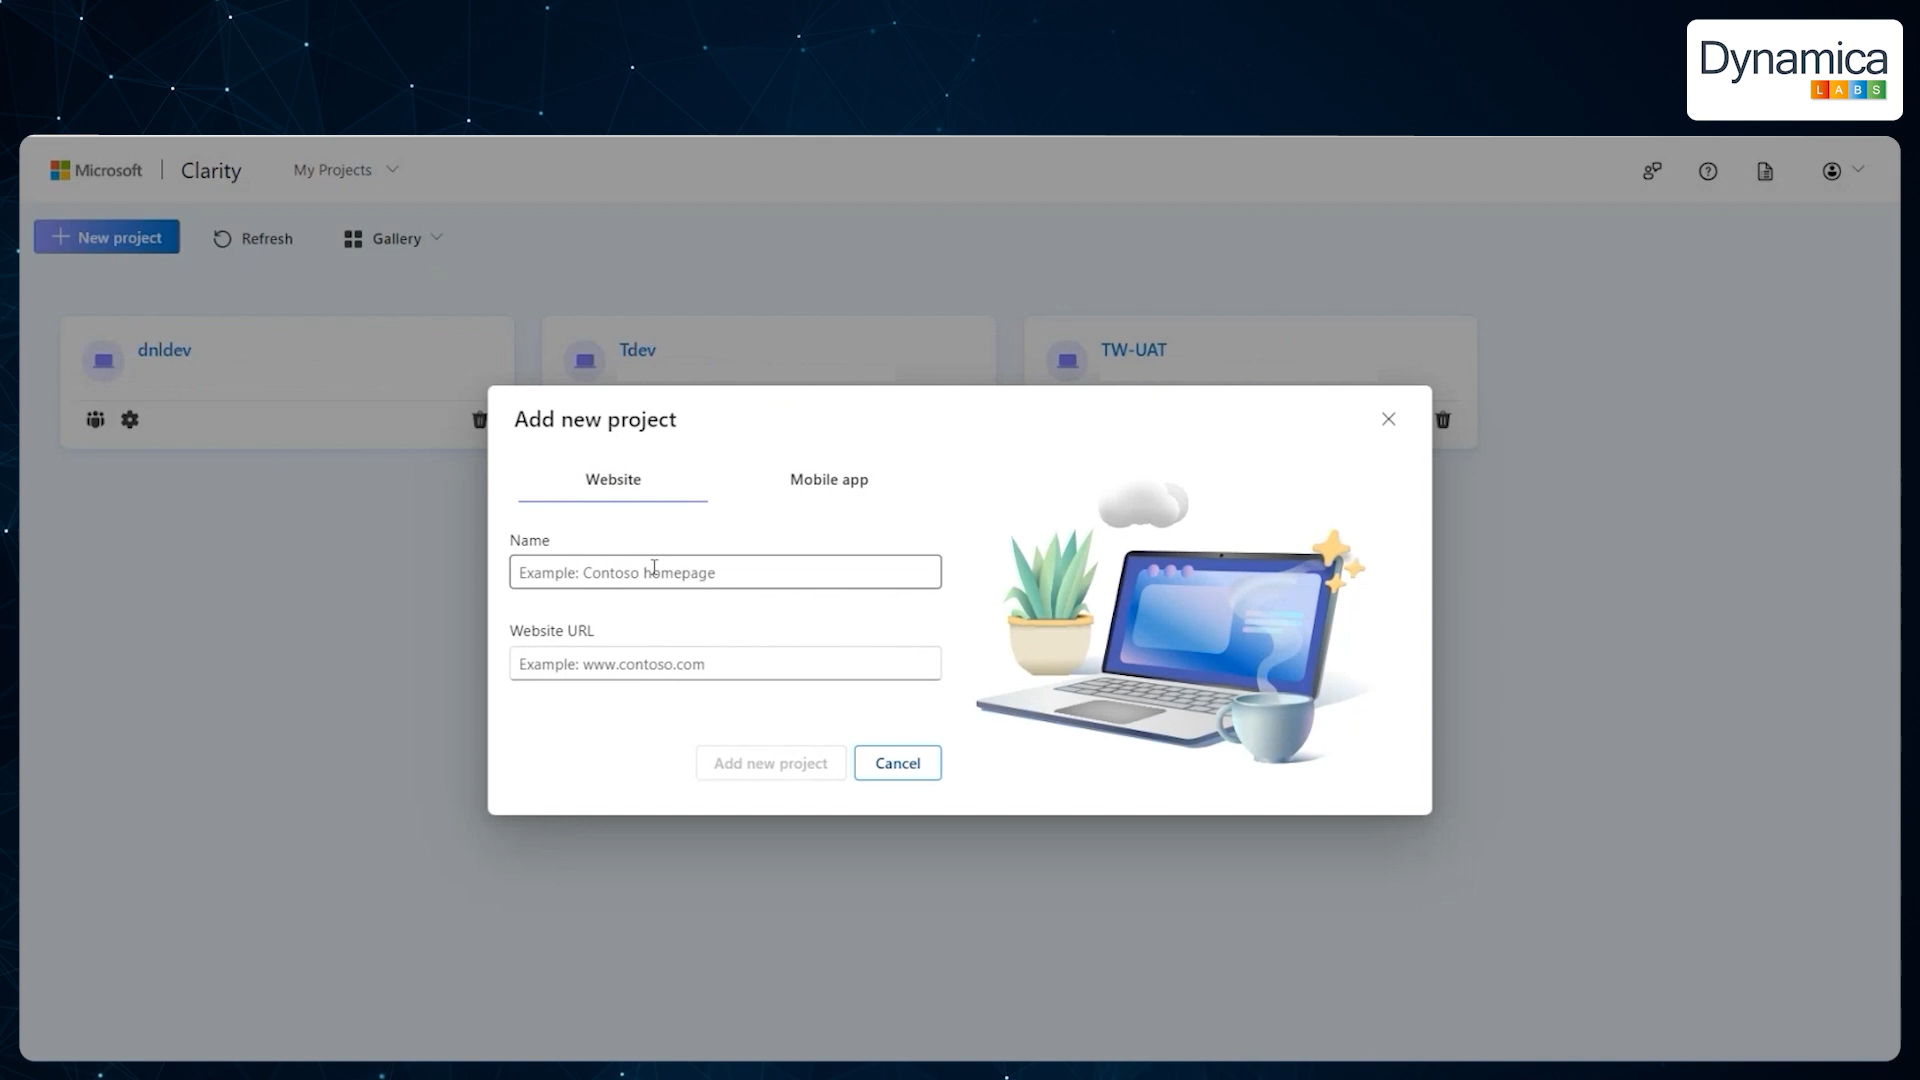 Dynamica
LABS
Microsoft | Clarity My Projects
New project Refresh Gallery
dnldev Tdev TW-UAT
Add new project
Website Mobile app
Name
Example: Contoso homepage
Website URL
Example: www.contoso.com
Add new project Cancel